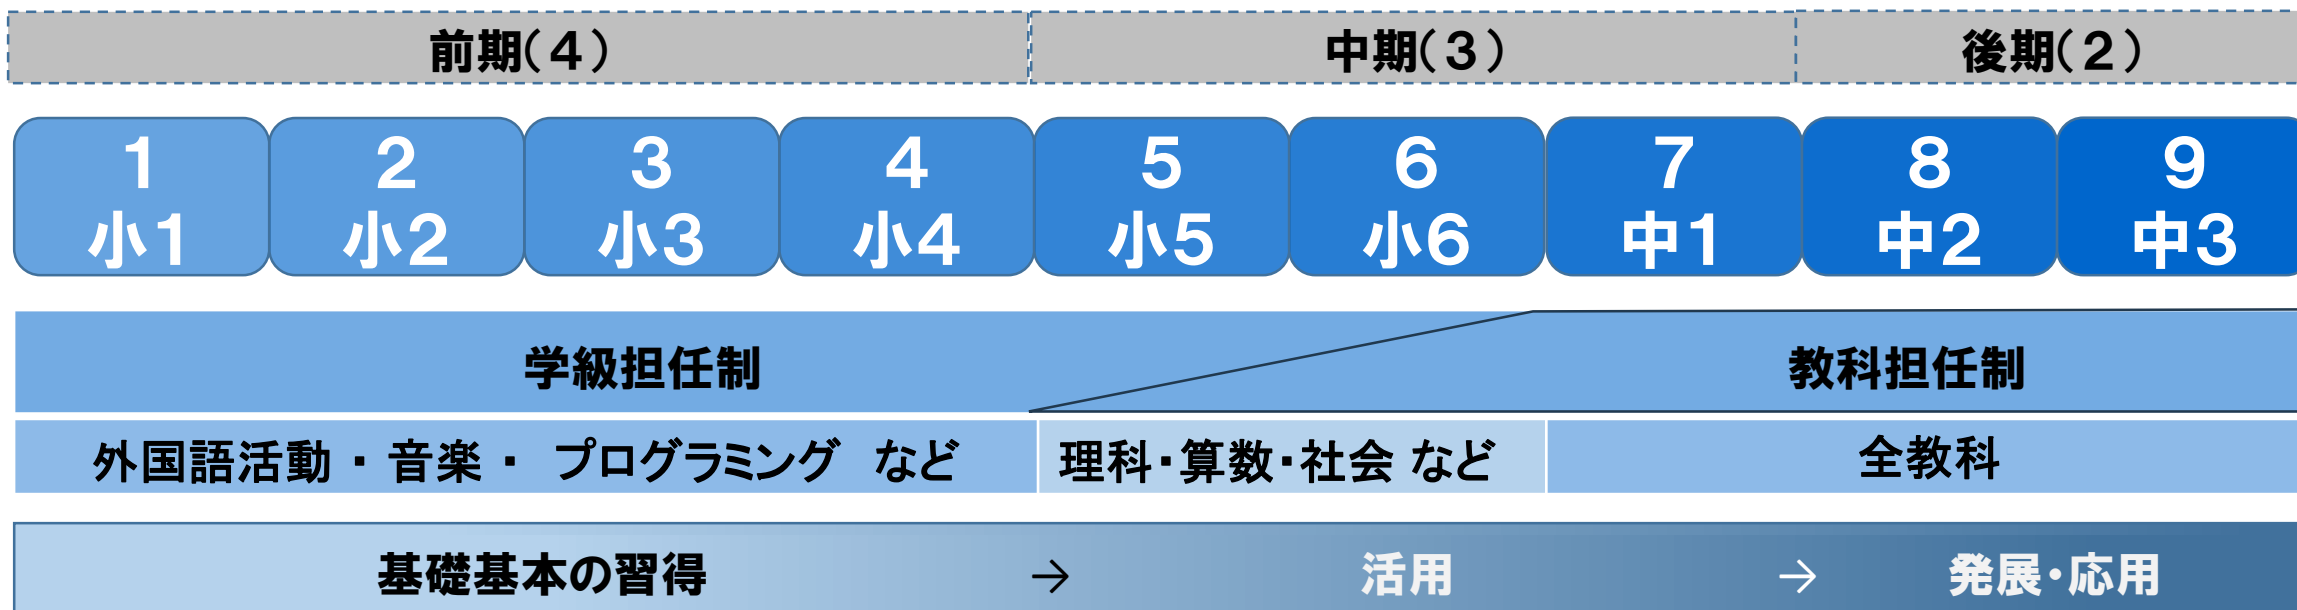 前期(4)
中期(3)
後期(2)
1 2 3 4 5 6 7 8 9
小1 小2 小3 小4 小5 小6 中1 中2 中3
学級担任制
教科担任制
外国語活動・音楽・プログラミング など
理科・算数・社会 など
全教科
基礎基本の習得 → 活用 → 発展・応用